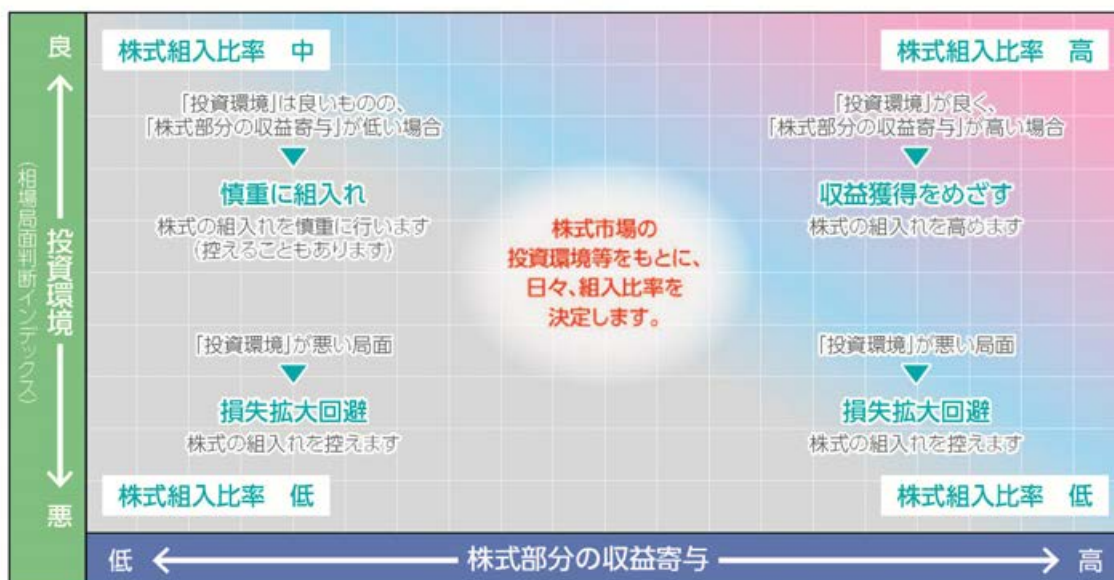 良
投資環境
(相場局面判断インデックス)
悪
株式組入比率 中
「投資環境」は良いものの、
「株式部分の収益寄与」が低い場合
慎重に組入れ
株式の組入れを慎重に行います
(控えることもあります)
株式組入比率 高
「投資環境」が良く、
「株式部分の収益寄与」が高い場合
収益獲得をめざす
株式の組入れを高めます
株式市場の
投資環境等をもとに、
日々、組入比率を
決定します。
「投資環境」が悪い局面
損失拡大回避
株式の組入れを控えます
株式組入比率 低
「投資環境」が悪い局面
損失拡大回避
株式の組入れを控えます
株式組入比率 低
低
株式部分の収益寄与
高